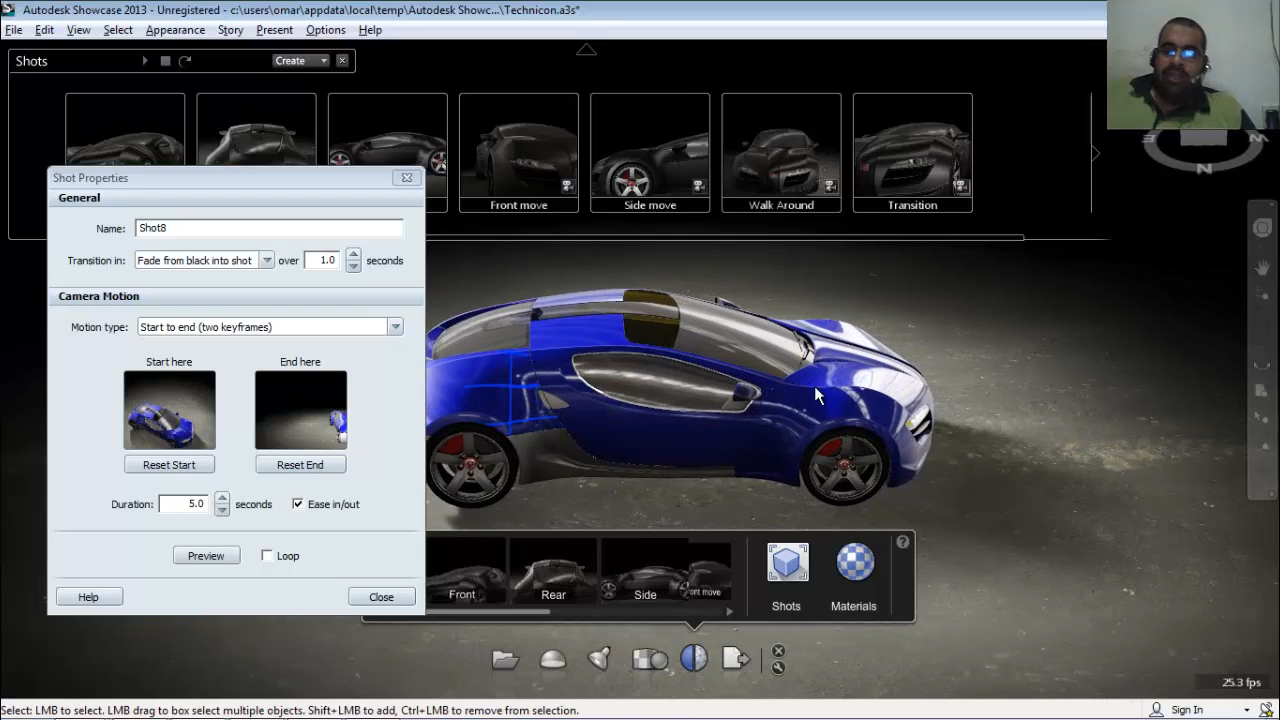 Autodesk Showcase 2013 - Unregistered - c:\users\omar\appdata\local\temp\Autodesk Showc...\Technicon.a3s*
File Edit View Select Appearance Story Present Options Help
Shots
Create
Front move
Side move
Walk Around
Transition
N
Shot Properties
General
Name: Shot8
Transition in: Fade from black into shot over 1.0 seconds
Camera Motion
Motion type: Start to end (two keyframes)
Start here End here
Reset Start Reset End
Duration: 5.0 seconds Ease in/out
Preview Loop
Help Close
Front
Rear
Side
ont move
Shots
Materials
?
25.3 fps
Select: LMB to select. LMB drag to box select multiple objects. Shift+LMB to add, Ctrl+LMB to remove from selection.
Sign In